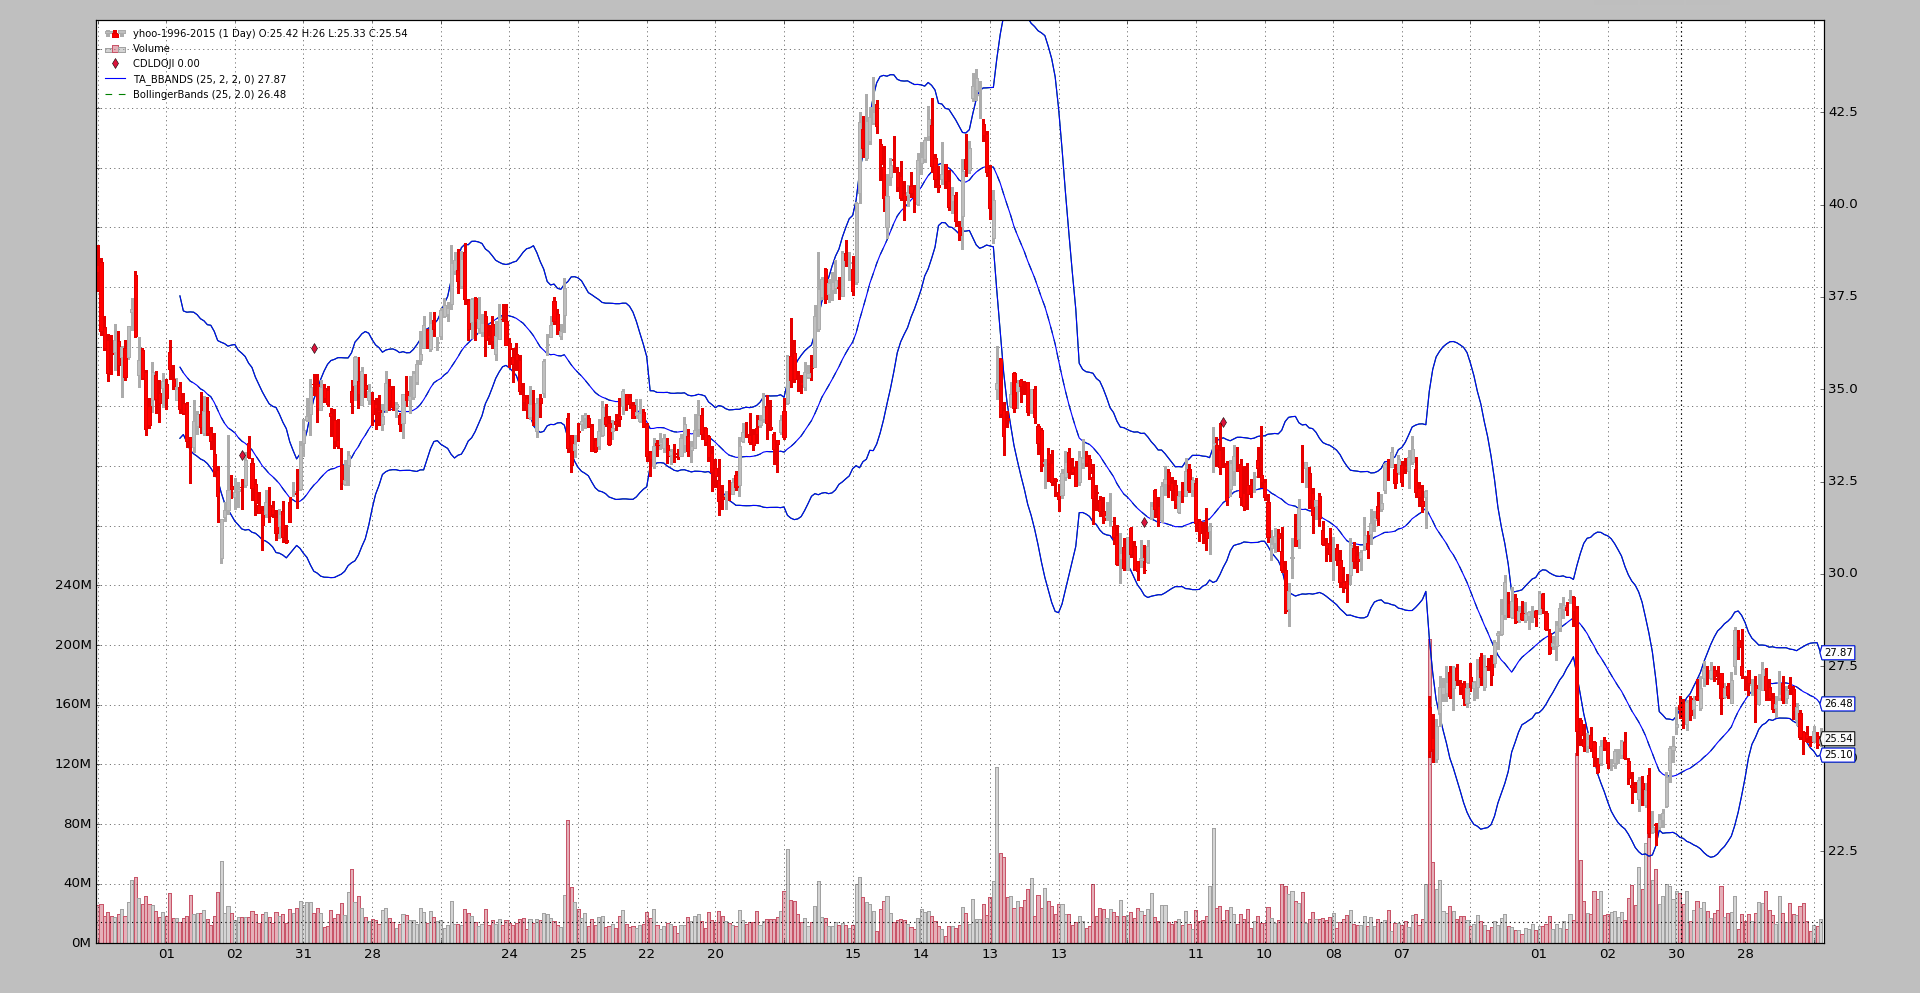 yhoo-1996-2015 (1 Day) O:25.42 H:26 L:25.33 C:25.54
Volume
CDLDOJI 0.00
TA_BBANDS (25, 2, 2, 0) 27.87
BollingerBands (25, 2.0) 26.48
42.5
40.0
37.5
35.0
32.5
30.0
27.87
27.5
26.48
25.54
25.10
22.5
240M
200M
160M
120M
80M
40M
0M
01 02 31 28 24 25 22 20 15 14 13 13 11 10 08 07 01 02 30 28